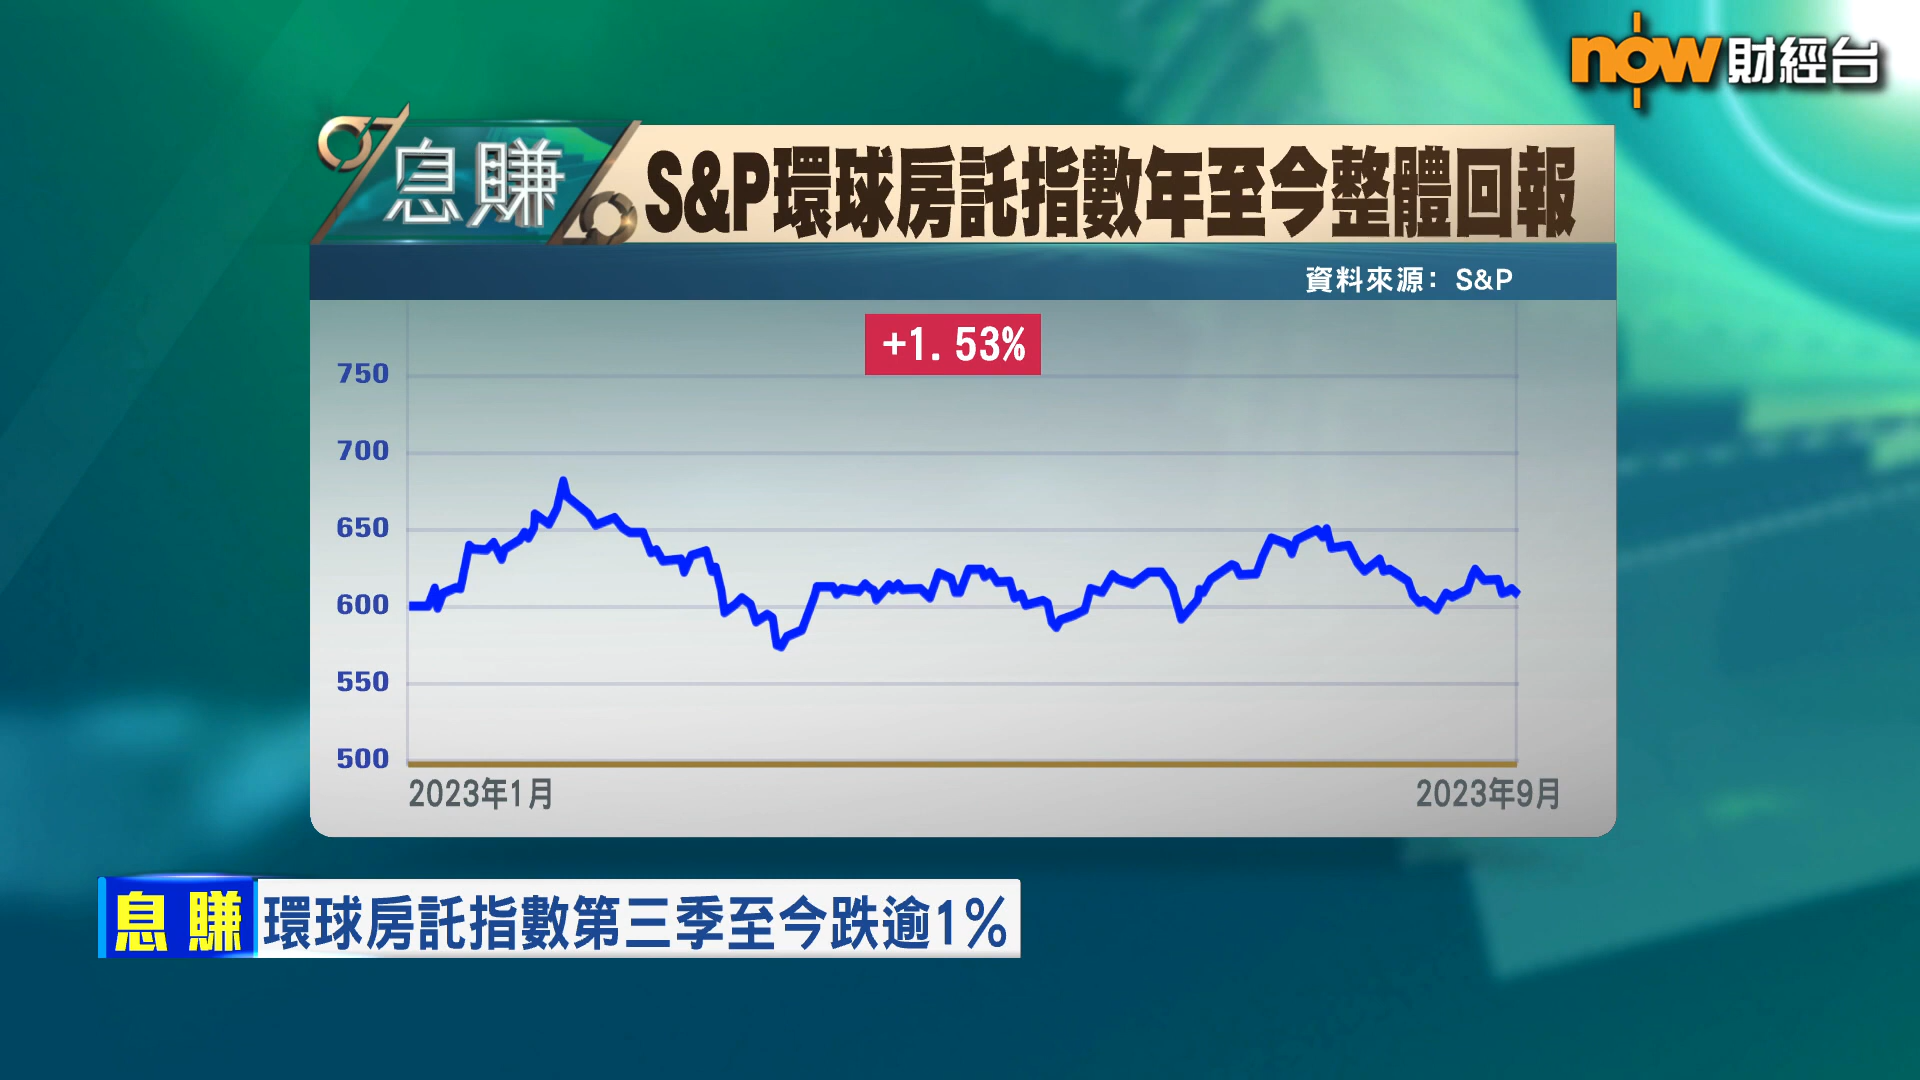 now財經台
息賺
S&P環球房託指數年至今整體回報
資料來源：S&P
+1.53%
750
700
650
600
550
500
2023年1月
2023年9月
息賺 環球房託指數第三季至今跌逾1%